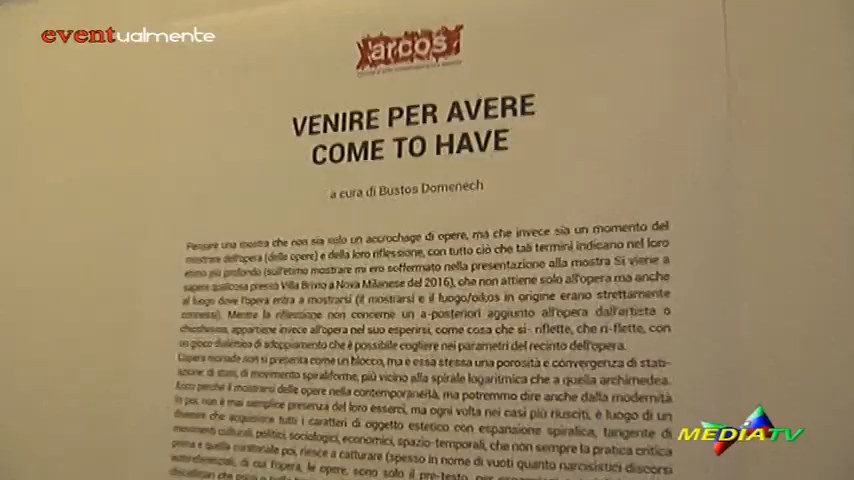 eventualmente
arcos
VENIRE PER AVERE
COME TO HAVE
a cura di Bustos Domenech
Pensare una mostra che non sia solo un accrochage di opere, ma che invece sia un momento del
mostrare dell'opera (delle opere) e della loro riflessione, con tutto ciò che tali termini indicano nel loro
etimo più profondo (sull'etimo mostrare mi ero soffermato nella presentazione alla mostra Si viene a
sapere qualcosa presso Villa Brivio a Nova Milanese del 2016), che non attiene solo all'opera ma anche
al luogo dove l'opera entra a mostrarsi (il mostrarsi e il luogo/oikos in origine erano strettamente
connessi). Mentre la riflessione non concerne un a-posteriori aggiunto all'opera dall'artista o
chicchessia, appartiene invece all'opera nel suo esperirsi, come cosa che si- riflette, che ri-flette, con
un gioco dialettico di adoppiamento che è possibile cogliere nei parametri del recinto dell'opera.
L'opera monade non si presenta come un blocco, ma è essa stessa una porosità e convergenza di stati-
azione di stati, di movimento spiraliforme, più vicino alla spirale logaritmica che a quella archimedea.
Ecco perché il mostrarsi delle opere nella contemporaneità, ma potremmo dire anche dalla modernità
in poi, non è mai semplice presenza del loro esserci, ma ogni volta nei casi più riusciti, è luogo di un
divenire che acquisisce tutti i caratteri di oggetto estetico con espansione spiralica, tangente di
movimenti culturali, politici, sociologici, economici, spazio-temporali, che non sempre la pratica critica
prima e quella curatoriale poi, riesce a catturare (spesso in nome di vuoti quanto narcisistici discorsi
autoreferenziali, di cui l'opera, le opere, sono solo il pre-testo, per
MEDIATV